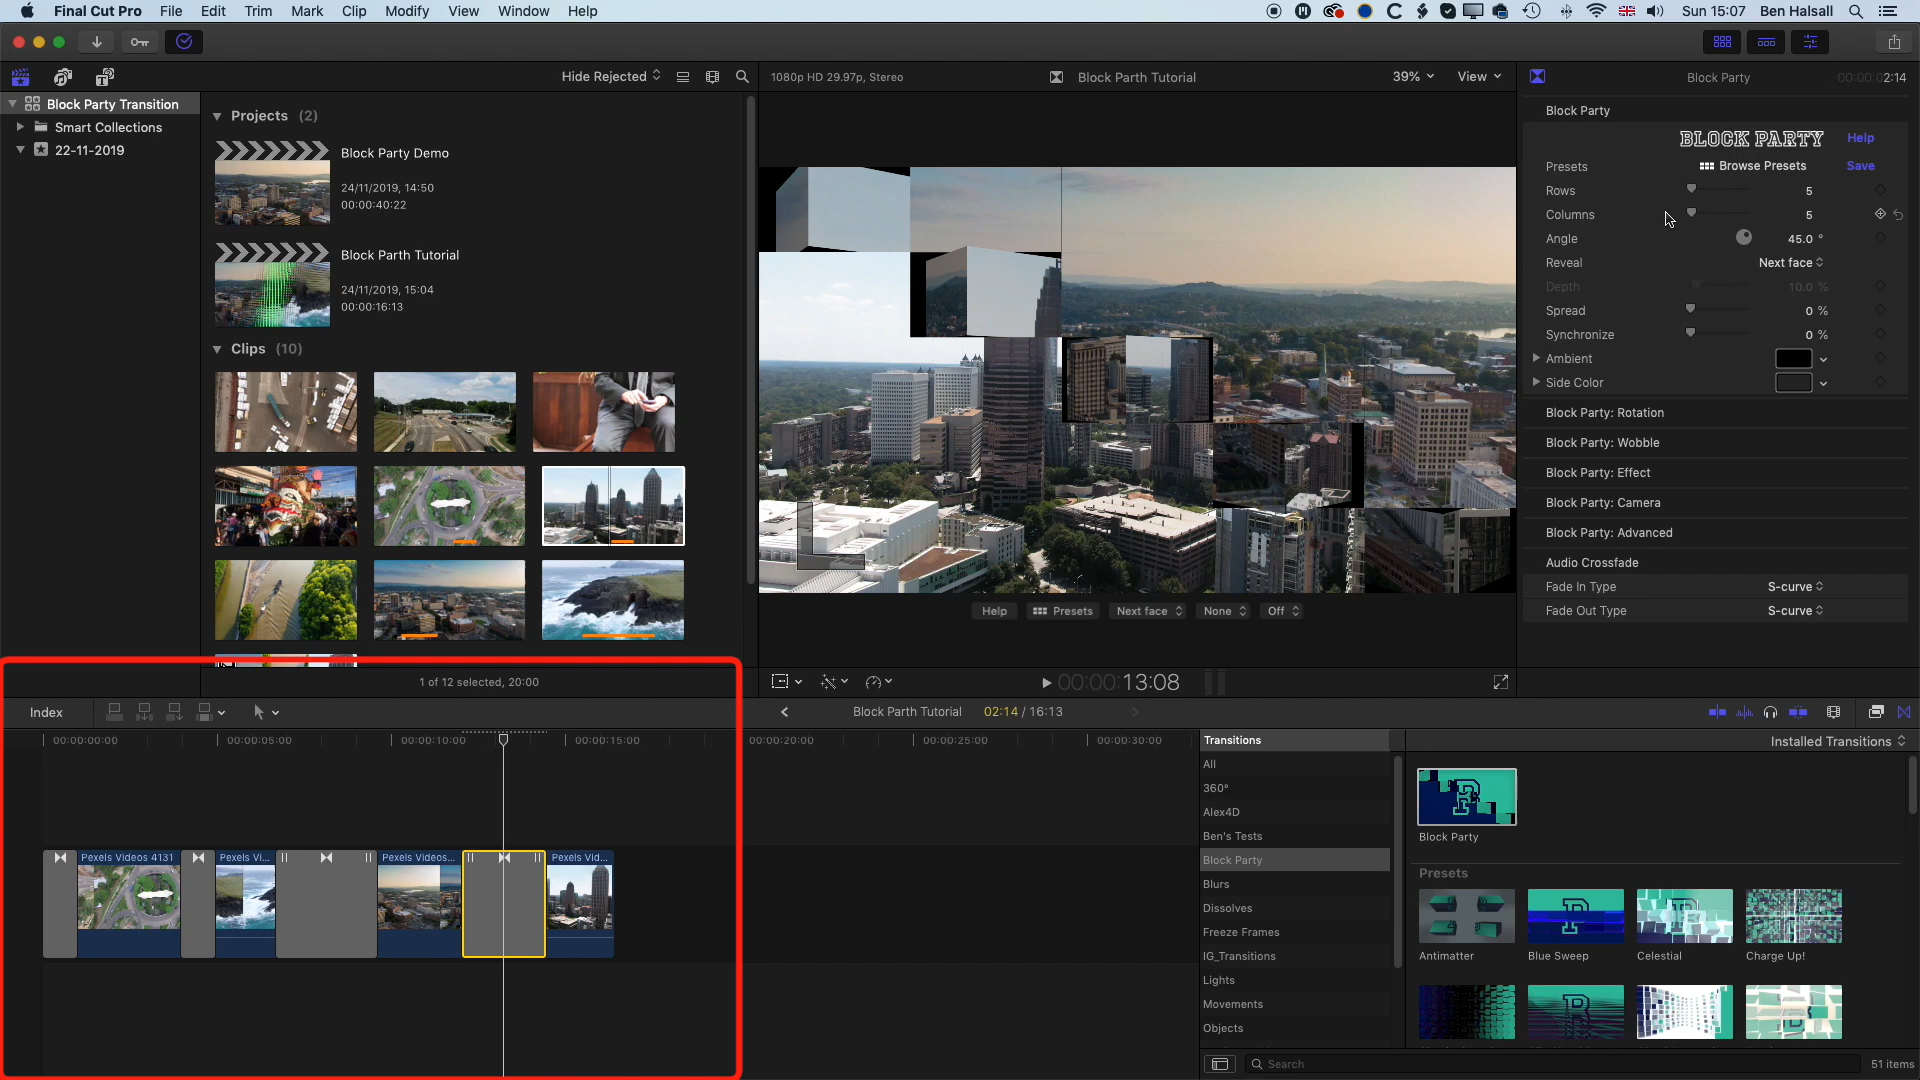 Final Cut Pro File Edit Trim Mark Clip Modify View Window Help Sun 15:07 Ben Halsall
Hide Rejected 1080p HD 29.97p, Stereo Block Parth Tutorial 39% View Block Party 00:00:02:14
Block Party Transition
Smart Collections
22-11-2019
Projects (2)
Block Party Demo
24/11/2019, 14:50
00:00:40:22
Block Parth Tutorial
24/11/2019, 15:04
00:00:16:13
Clips (10)
1 of 12 selected, 20:00
Help Presets Next face None Off
00:00:13:08
Block Party
BLOCK PARTY Help
Presets Browse Presets Save
Rows 5
Columns 5
Angle 45.0 °
Reveal Next face
Depth 10.0 %
Spread 0 %
Synchronize 0 %
Ambient
Side Color
Block Party: Rotation
Block Party: Wobble
Block Party: Effect
Block Party: Camera
Block Party: Advanced
Audio Crossfade
Fade In Type S-curve
Fade Out Type S-curve
Index Block Parth Tutorial 02:14 / 16:13
00:00:00:00 00:00:05:00 00:00:10:00 00:00:15:00 00:00:20:00 00:00:25:00 00:00:30:00
Pexels Videos 4131 Pexels Vi... Pexels Videos... Pexels Vid...
Transitions
All
360°
Alex4D
Ben's Tests
Block Party
Blurs
Dissolves
Freeze Frames
IG_Transitions
Lights
Movements
Objects
Installed Transitions
Block Party
Presets
Antimatter Blue Sweep Celestial Charge Up!
Search 51 items